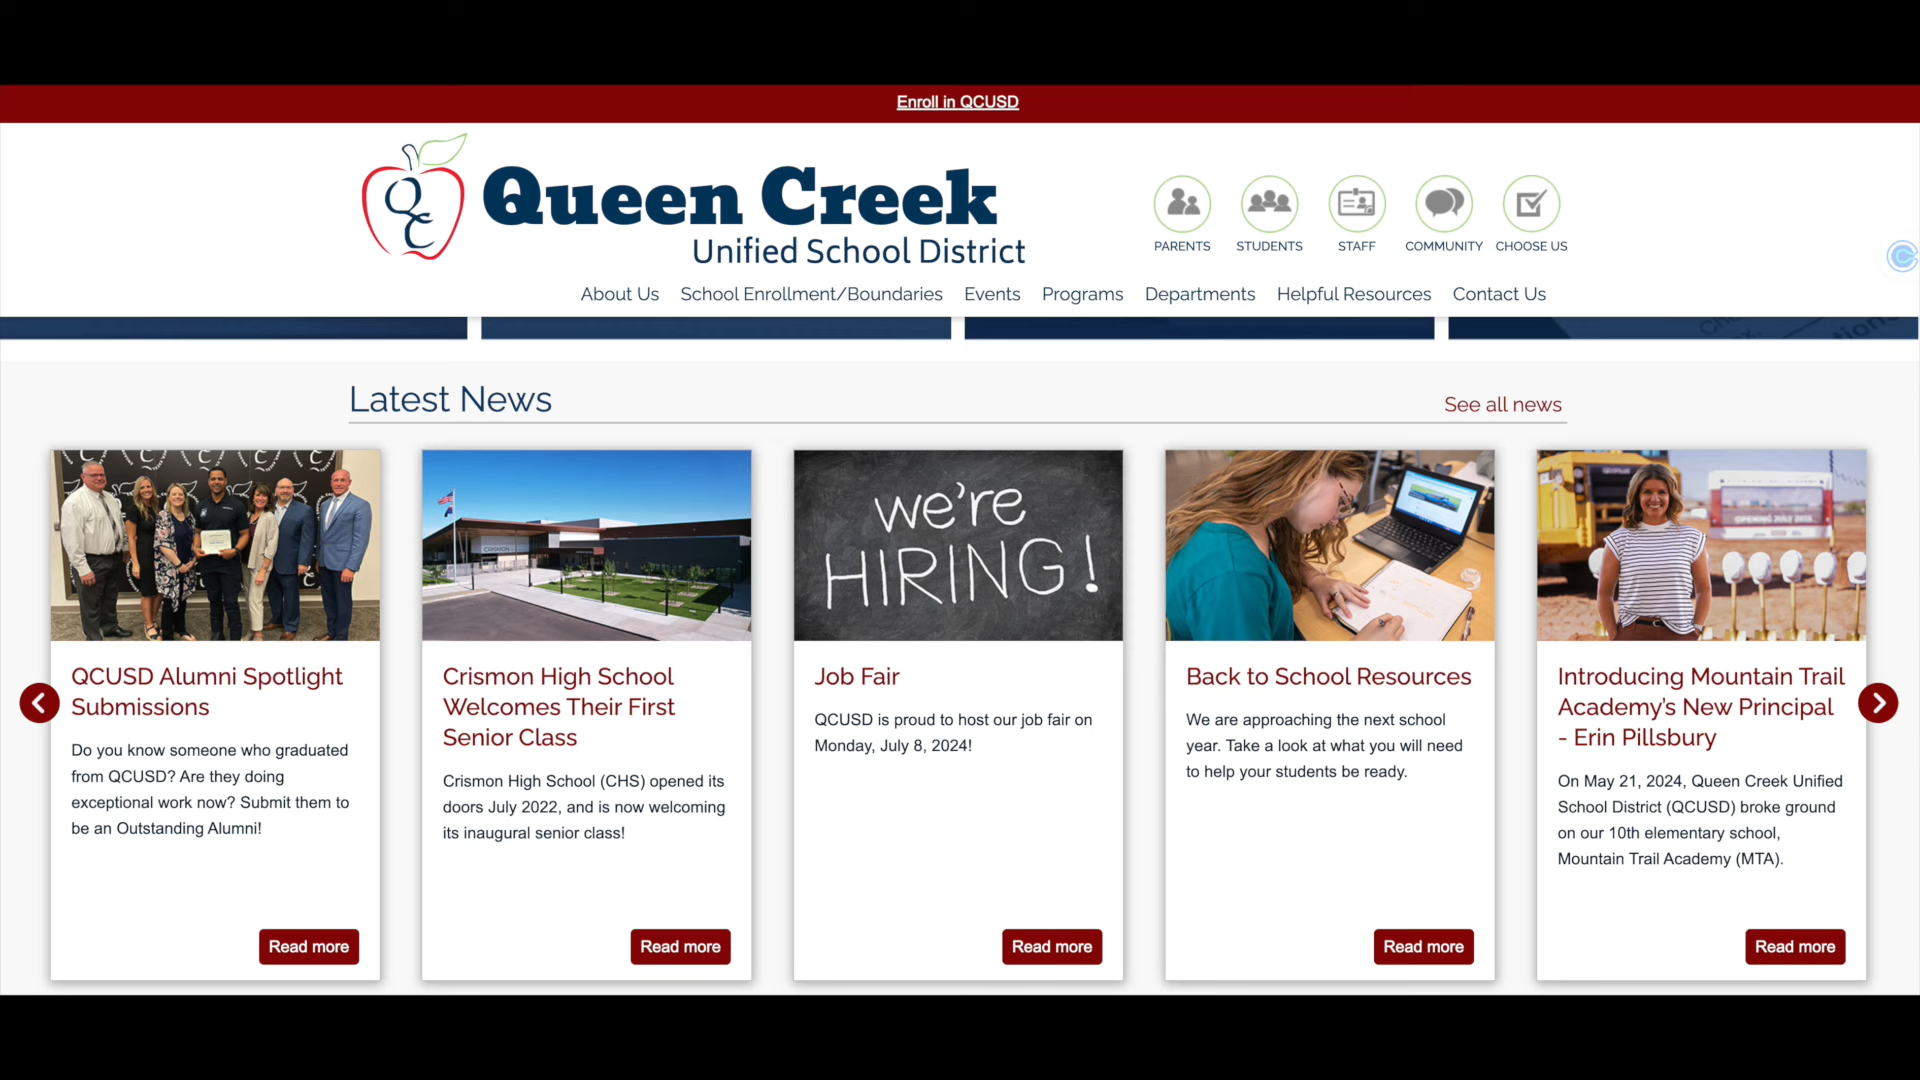 Enroll in QCUSD
QC
Queen Creek
Unified School District
PARENTS
STUDENTS
STAFF
COMMUNITY
CHOOSE US
About Us
School Enrollment/Boundaries
Events
Programs
Departments
Helpful Resources
Contact Us
Latest News
See all news
CRISMON
we're
HIRING!
OPENING JULY 2025
QCUSD Alumni Spotlight
Submissions
Do you know someone who graduated
from QCUSD? Are they doing
exceptional work now? Submit them to
be an Outstanding Alumni!
Read more
Crismon High School
Welcomes Their First
Senior Class
Crismon High School (CHS) opened its
doors July 2022, and is now welcoming
its inaugural senior class!
Read more
Job Fair
QCUSD is proud to host our job fair on
Monday, July 8, 2024!
Read more
Back to School Resources
We are approaching the next school
year. Take a look at what you will need
to help your students be ready.
Read more
Introducing Mountain Trail
Academy's New Principal
- Erin Pillsbury
On May 21, 2024, Queen Creek Unified
School District (QCUSD) broke ground
on our 10th elementary school,
Mountain Trail Academy (MTA).
Read more